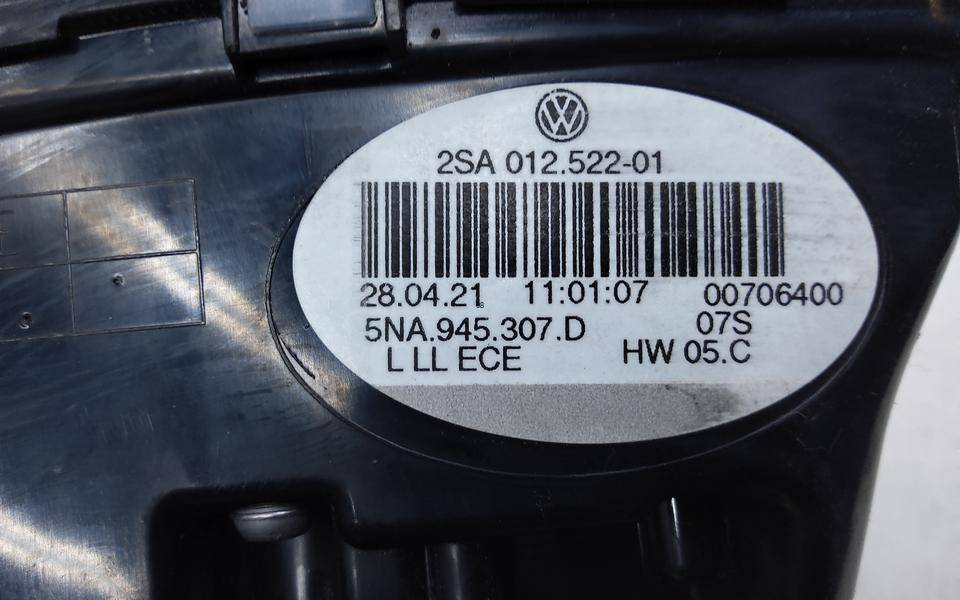 2SA 012.522-01
28.04.21 11:01:07 00706400
5NA.945.307.D 07S
L LL ECE HW 05.C